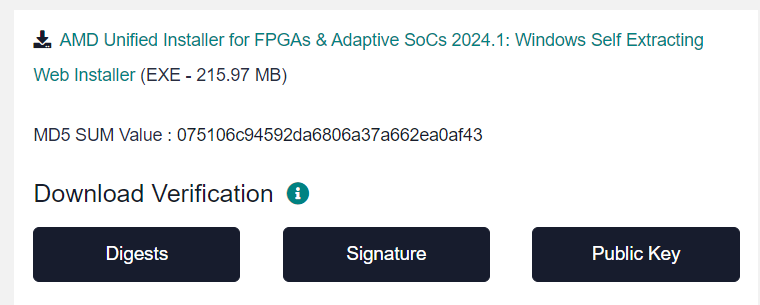 AMD Unified Installer for FPGAs & Adaptive SoCs 2024.1: Windows Self Extracting
Web Installer (EXE - 215.97 MB)
MD5 SUM Value : 075106c94592da6806a37a662ea0af43
Download Verification
Digests
Signature
Public Key